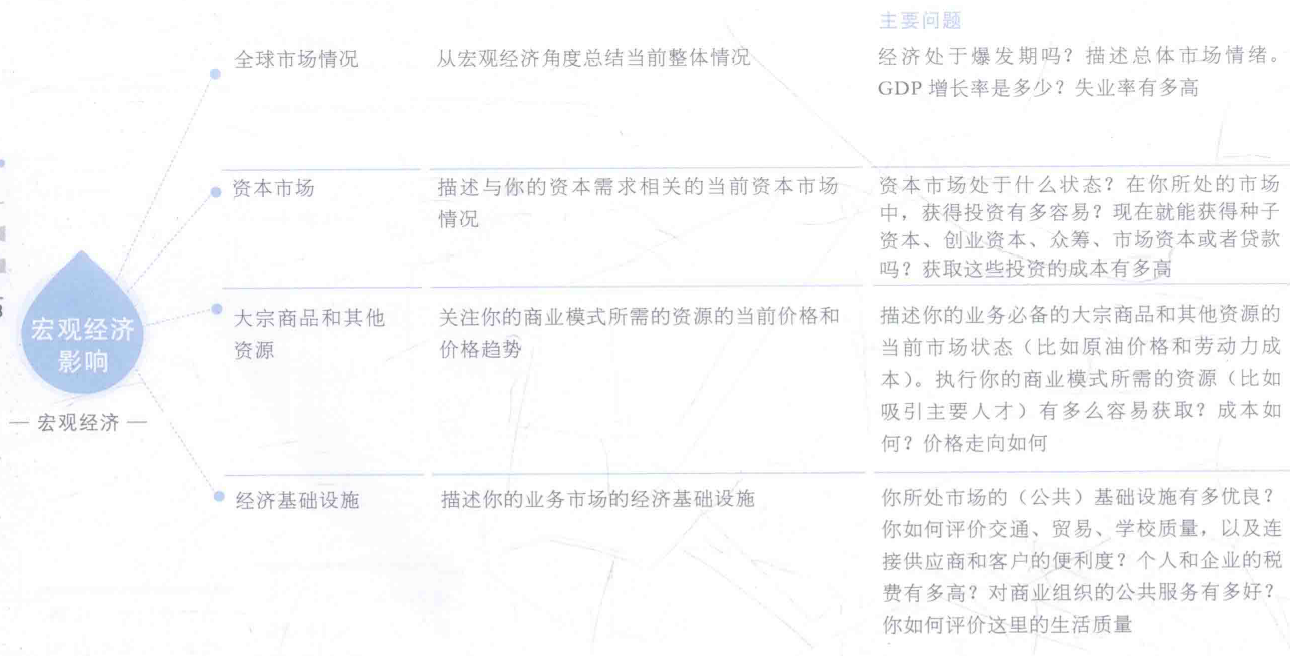 主要问题
全球市场情况
从宏观经济角度总结当前整体情况
经济处于爆发期吗？描述总体市场情绪。
GDP 增长率是多少？失业率有多高
资本市场
描述与你的资本需求相关的当前资本市场
情况
资本市场处于什么状态？在你所处的市场
中，获得投资有多容易？现在就能获得种子
资本、创业资本、众筹、市场资本或者贷款
吗？获取这些投资的成本有多高
宏观经济
影响
— 宏观经济 —
大宗商品和其他
资源
关注你的商业模式所需的资源的当前价格和
价格趋势
描述你的业务必备的大宗商品和其他资源的
当前市场状态（比如原油价格和劳动力成
本）。执行你的商业模式所需的资源（比如
吸引主要人才）有多么容易获取？成本如
何？价格走向如何
经济基础设施
描述你的业务市场的经济基础设施
你所处市场的（公共）基础设施有多优良？
你如何评价交通、贸易、学校质量，以及连
接供应商和客户的便利度？个人和企业的税
费有多高？对商业组织的公共服务有多好？
你如何评价这里的生活质量